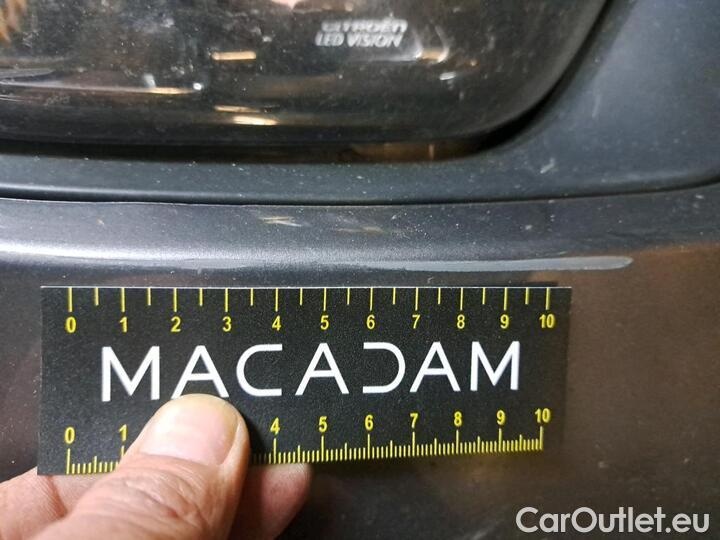 CITROËN
LED VISION
0 1 2 3 4 5 6 7 8 9 10
MACADAM
0 1 4 5 6 7 8 9 10
CarOutlet.eu